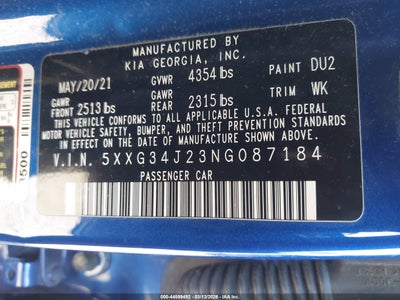 MANUFACTURED BY
KIA GEORGIA, INC.
MAY/20/21 GVWR 4354 lbs PAINT DU2
GAWR FRONT 2513 lbs GAWR REAR 2315 lbs TRIM WK
THIS VEHICLE CONFORMS TO ALL APPLICABLE U.S.A. FEDERAL
MOTOR VEHICLE SAFETY, BUMPER, AND THEFT PREVENTION
STANDARDS IN EFFECT ON THE DATE OF MANUFACTURE
SHOWN ABOVE.
V.I.N. 5XXG34J23NG087184
PASSENGER CAR
500